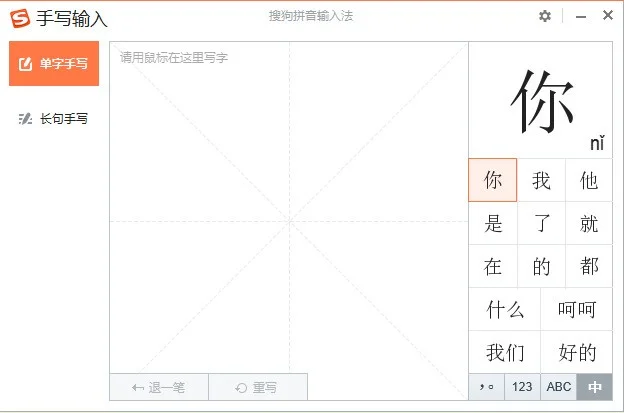 手写输入
搜狗拼音输入法
单字手写
长句手写
请用鼠标在这里写字
退一笔 重写
你
nǐ
你 我 他
是 了 就
在 的 都
什么 呵呵
我们 好的
，。 123 ABC 中